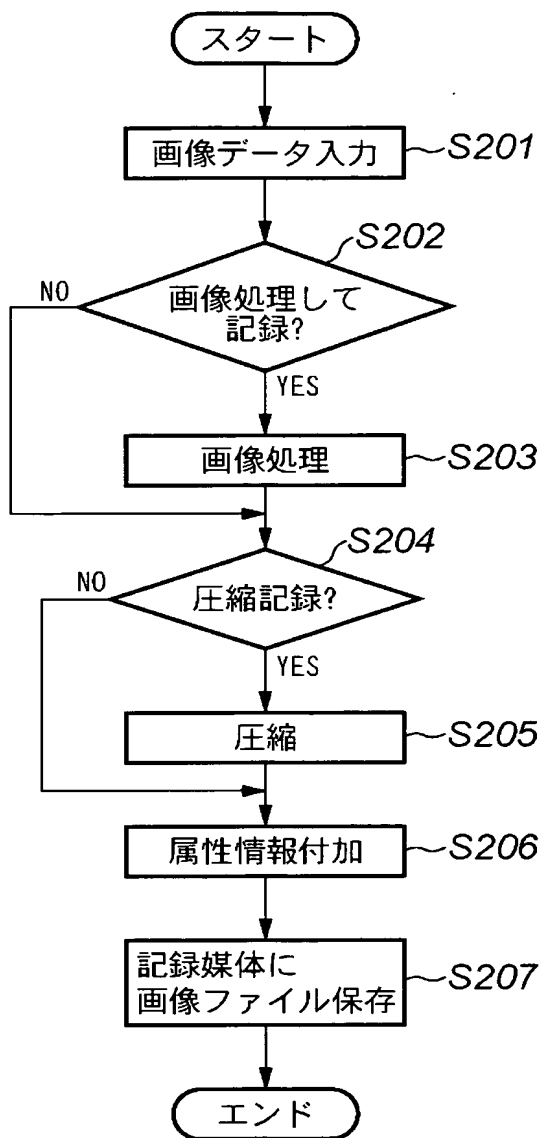 スタート
画像データ入力
S201
S202
NO
画像処理して
記録?
YES
画像処理
S203
S204
NO
圧縮記録?
YES
圧縮
S205
属性情報付加
S206
記録媒体に
画像ファイル保存
S207
エンド